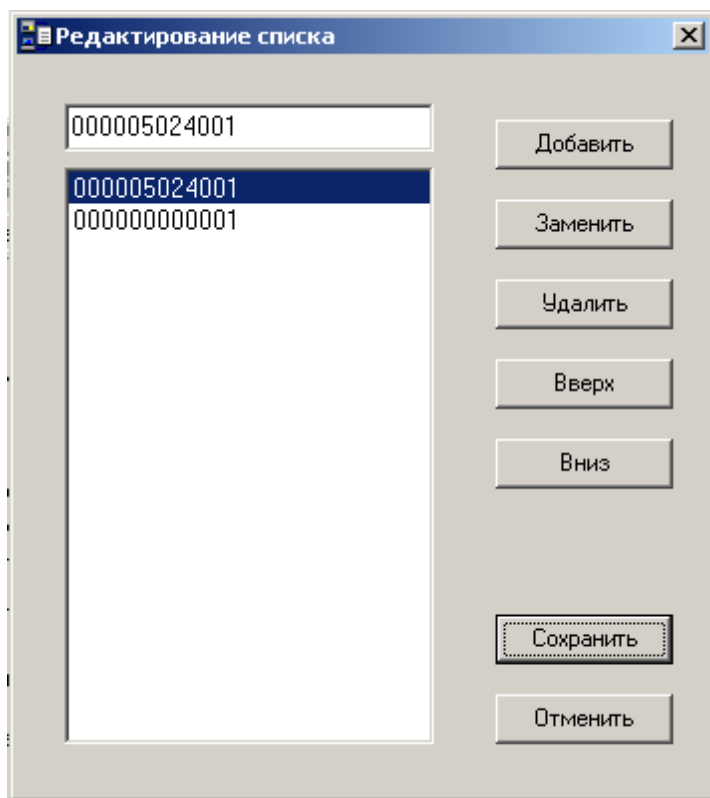 Редактирование списка
000005024001
000005024001
000000000001
Добавить
Заменить
Удалить
Вверх
Вниз
Сохранить
Отменить